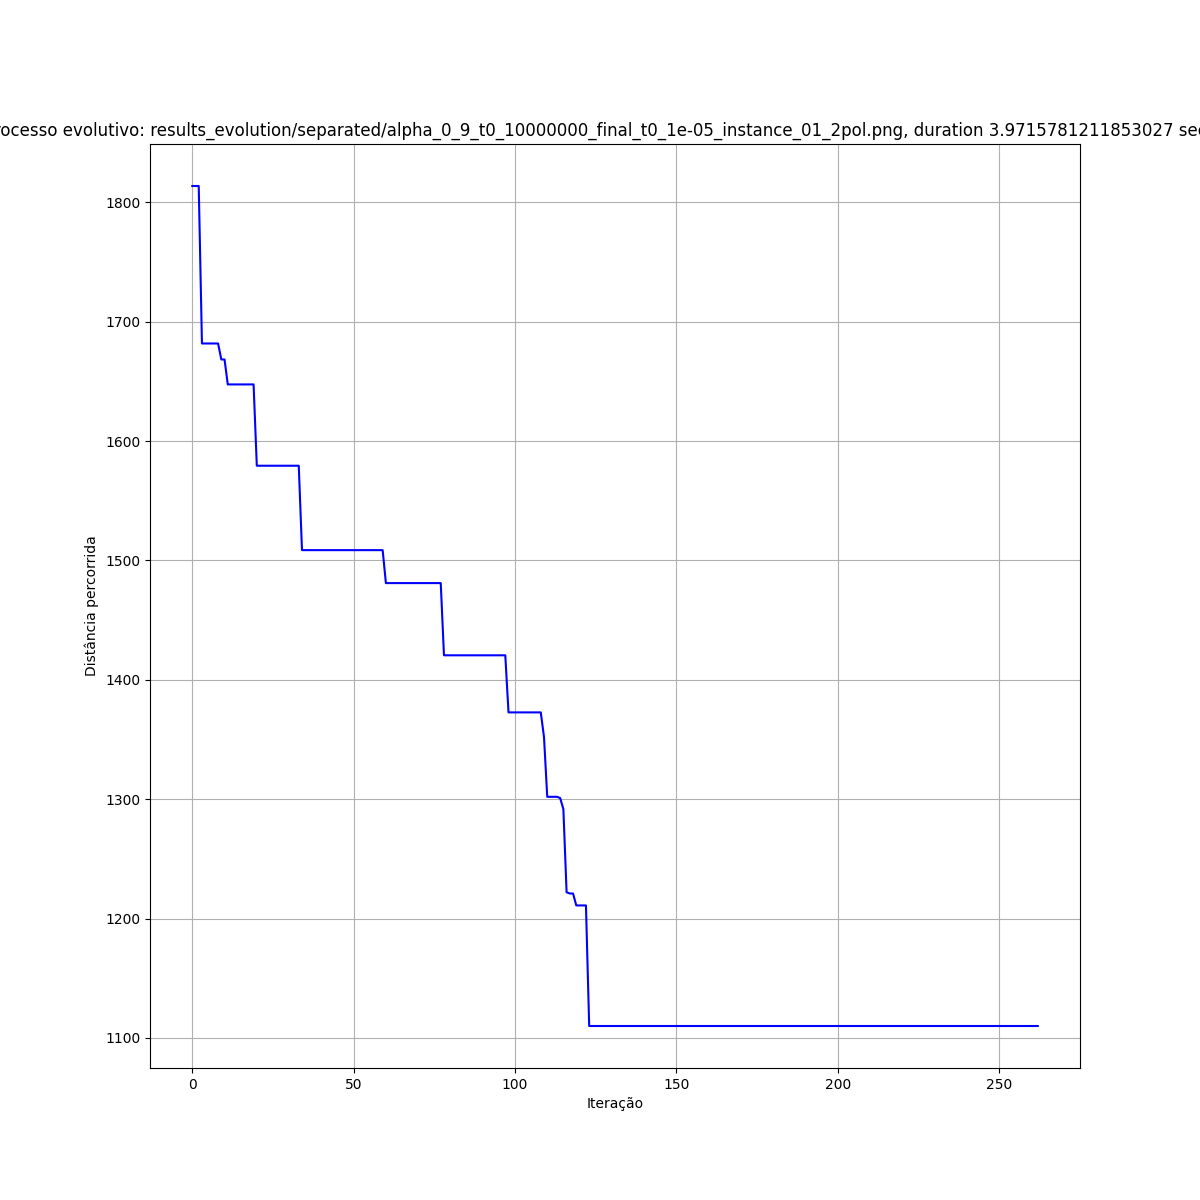 ocesso evolutivo: results_evolution/separated/alpha_0_9_t0_10000000_final_t0_1e-05_instance_01_2pol.png, duration 3.9715781211853027 se
1800
1700
1600
1500
1400
1300
1200
1100
Distância percorrida
0 50 100 150 200 250
Iteração